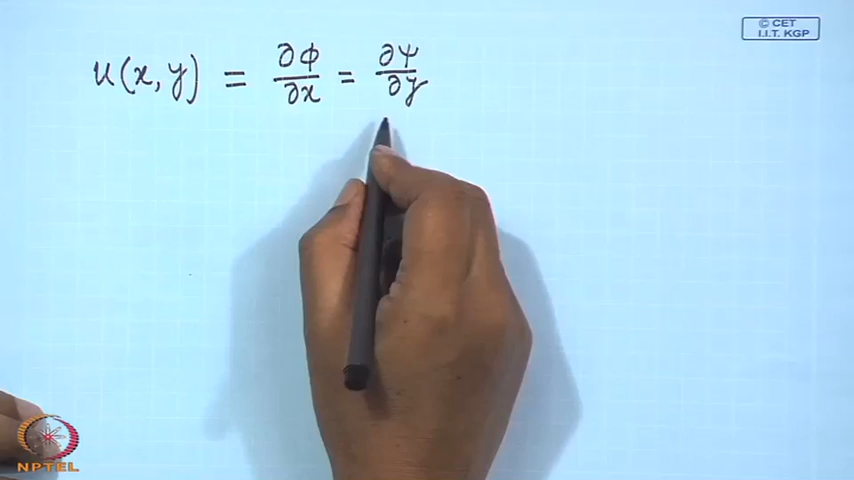 © CET
I.I.T. KGP
u(x, y) = ∂φ/∂x = ∂ψ/∂y
NPTEL